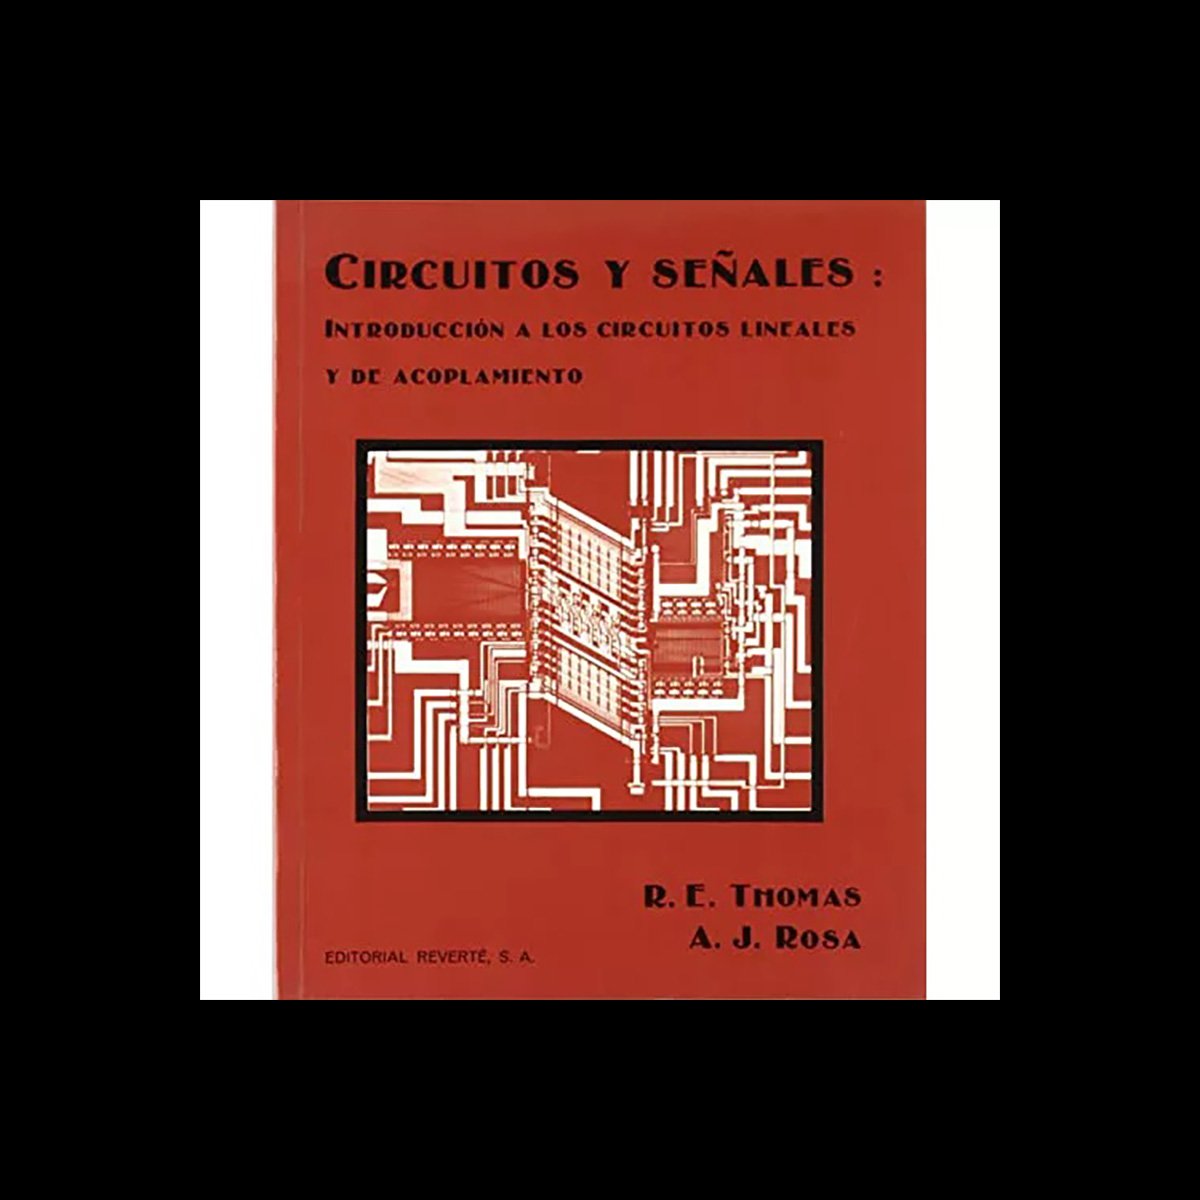 CIRCUITOS Y SEÑALES :
INTRODUCCIÓN A LOS CIRCUITOS LINEALES
Y DE ACOPLAMIENTO
R. E. THOMAS
A. J. ROSA
EDITORIAL REVERTÉ, S. A.